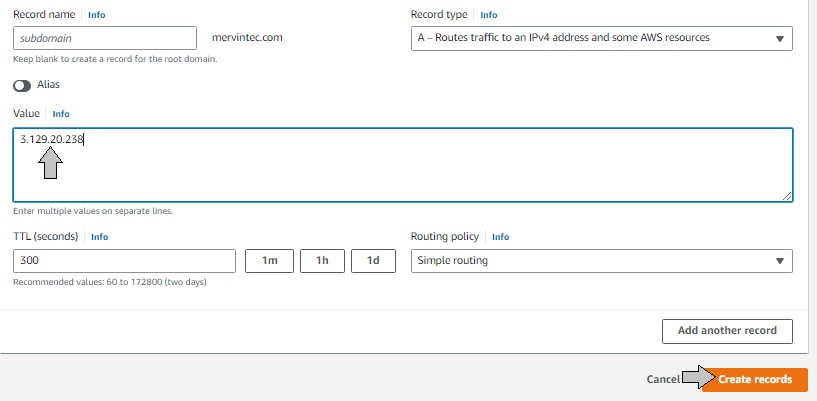 Record name Info Record type Info
subdomain mervintec.com A – Routes traffic to an IPv4 address and some AWS resources
Keep blank to create a record for the root domain.
Alias
Value Info
3.129.20.238
Enter multiple values on separate lines.
TTL (seconds) Info Routing policy Info
300 1m 1h 1d Simple routing
Recommended values: 60 to 172800 (two days)
Add another record
Cancel Create records